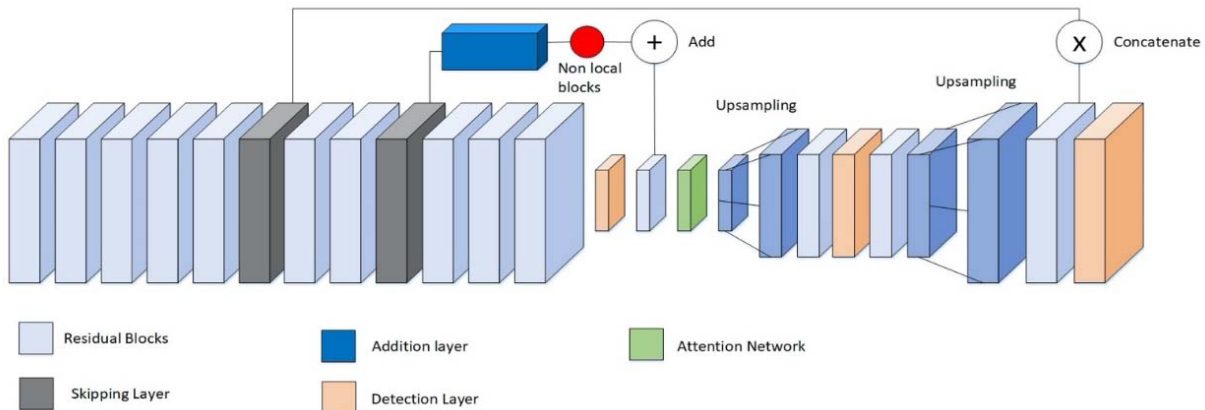 +
Add
X
Concatenate
Non local
blocks
Upsampling
Upsampling
Residual Blocks
Addition layer
Attention Network
Skipping Layer
Detection Layer